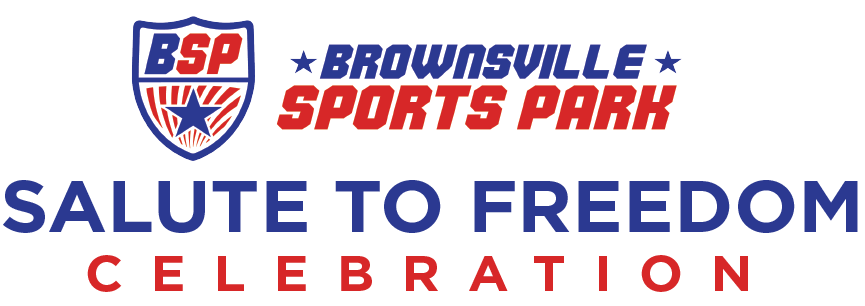 BSP
BROWNSVILLE
SPORTS PARK
SALUTE TO FREEDOM
CELEBRATION